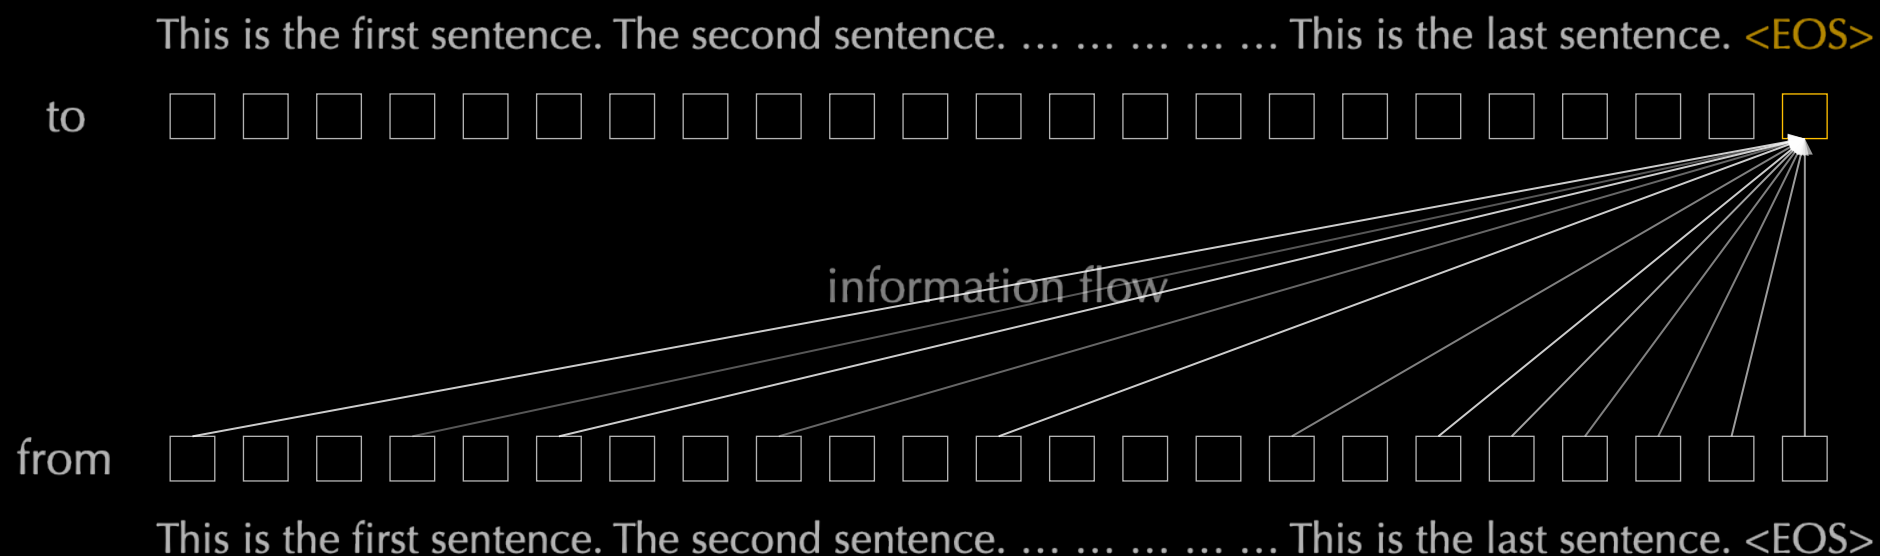 This is the first sentence. The second sentence. ... ... ... ... ... This is the last sentence. <EOS>
to
information flow
from
This is the first sentence. The second sentence. ... ... ... ... ... This is the last sentence. <EOS>